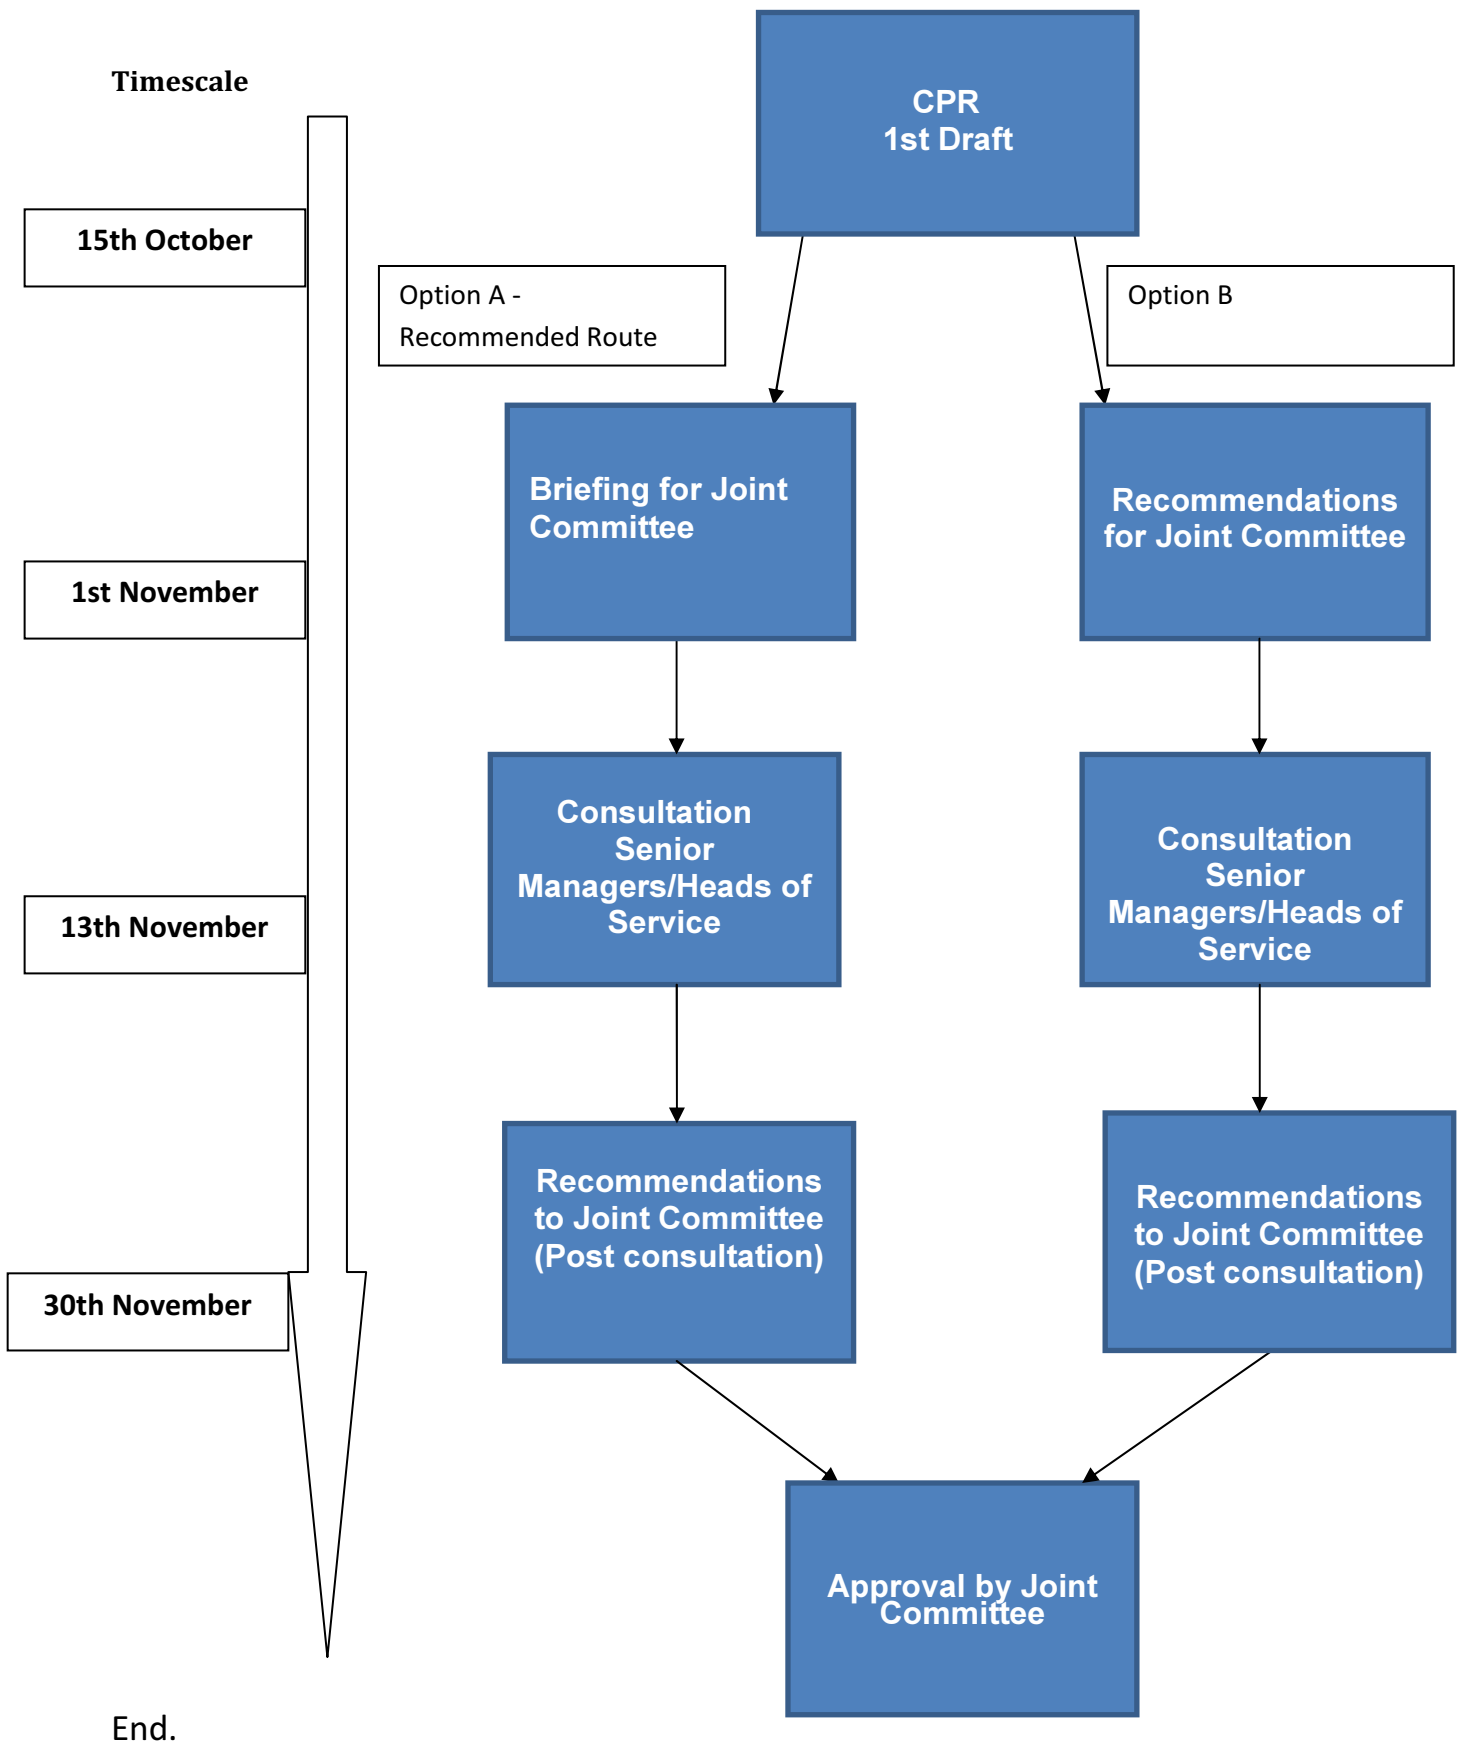 Timescale
CPR
1st Draft
15th October
Option A -
Recommended Route
Option B
Briefing for Joint
Committee
Recommendations
for Joint Committee
1st November
Consultation
Senior
Managers/Heads of
Service
Consultation
Senior
Managers/Heads of
Service
13th November
Recommendations
to Joint Committee
(Post consultation)
Recommendations
to Joint Committee
(Post consultation)
30th November
Approval by Joint
Committee
End.